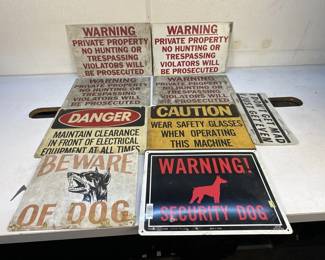 WARNING
PRIVATE PROPERTY
NO HUNTING OR
TRESPASSING
VIOLATORS WILL
BE PROSECUTED
WARNING
PRIVATE PROPERTY
NO HUNTING OR
TRESPASSING
VIOLATORS WILL
BE PROSECUTED
WARNING
PRIVATE PROPERTY
NO HUNTING OR
TRESPASSING
VIOLATORS WILL
BE PROSECUTED
WARNING
PRIVATE PROPERTY
NO HUNTING OR
TRESPASSING
VIOLATORS WILL
BE PROSECUTED
DANGER
MAINTAIN CLEARANCE
IN FRONT OF ELECTRICAL
EQUIPMENT AT ALL TIMES
CAUTION
WEAR SAFETY GLASSES
WHEN OPERATING
THIS MACHINE
BEWARE
OF DOG
WARNING!
SECURITY DOG